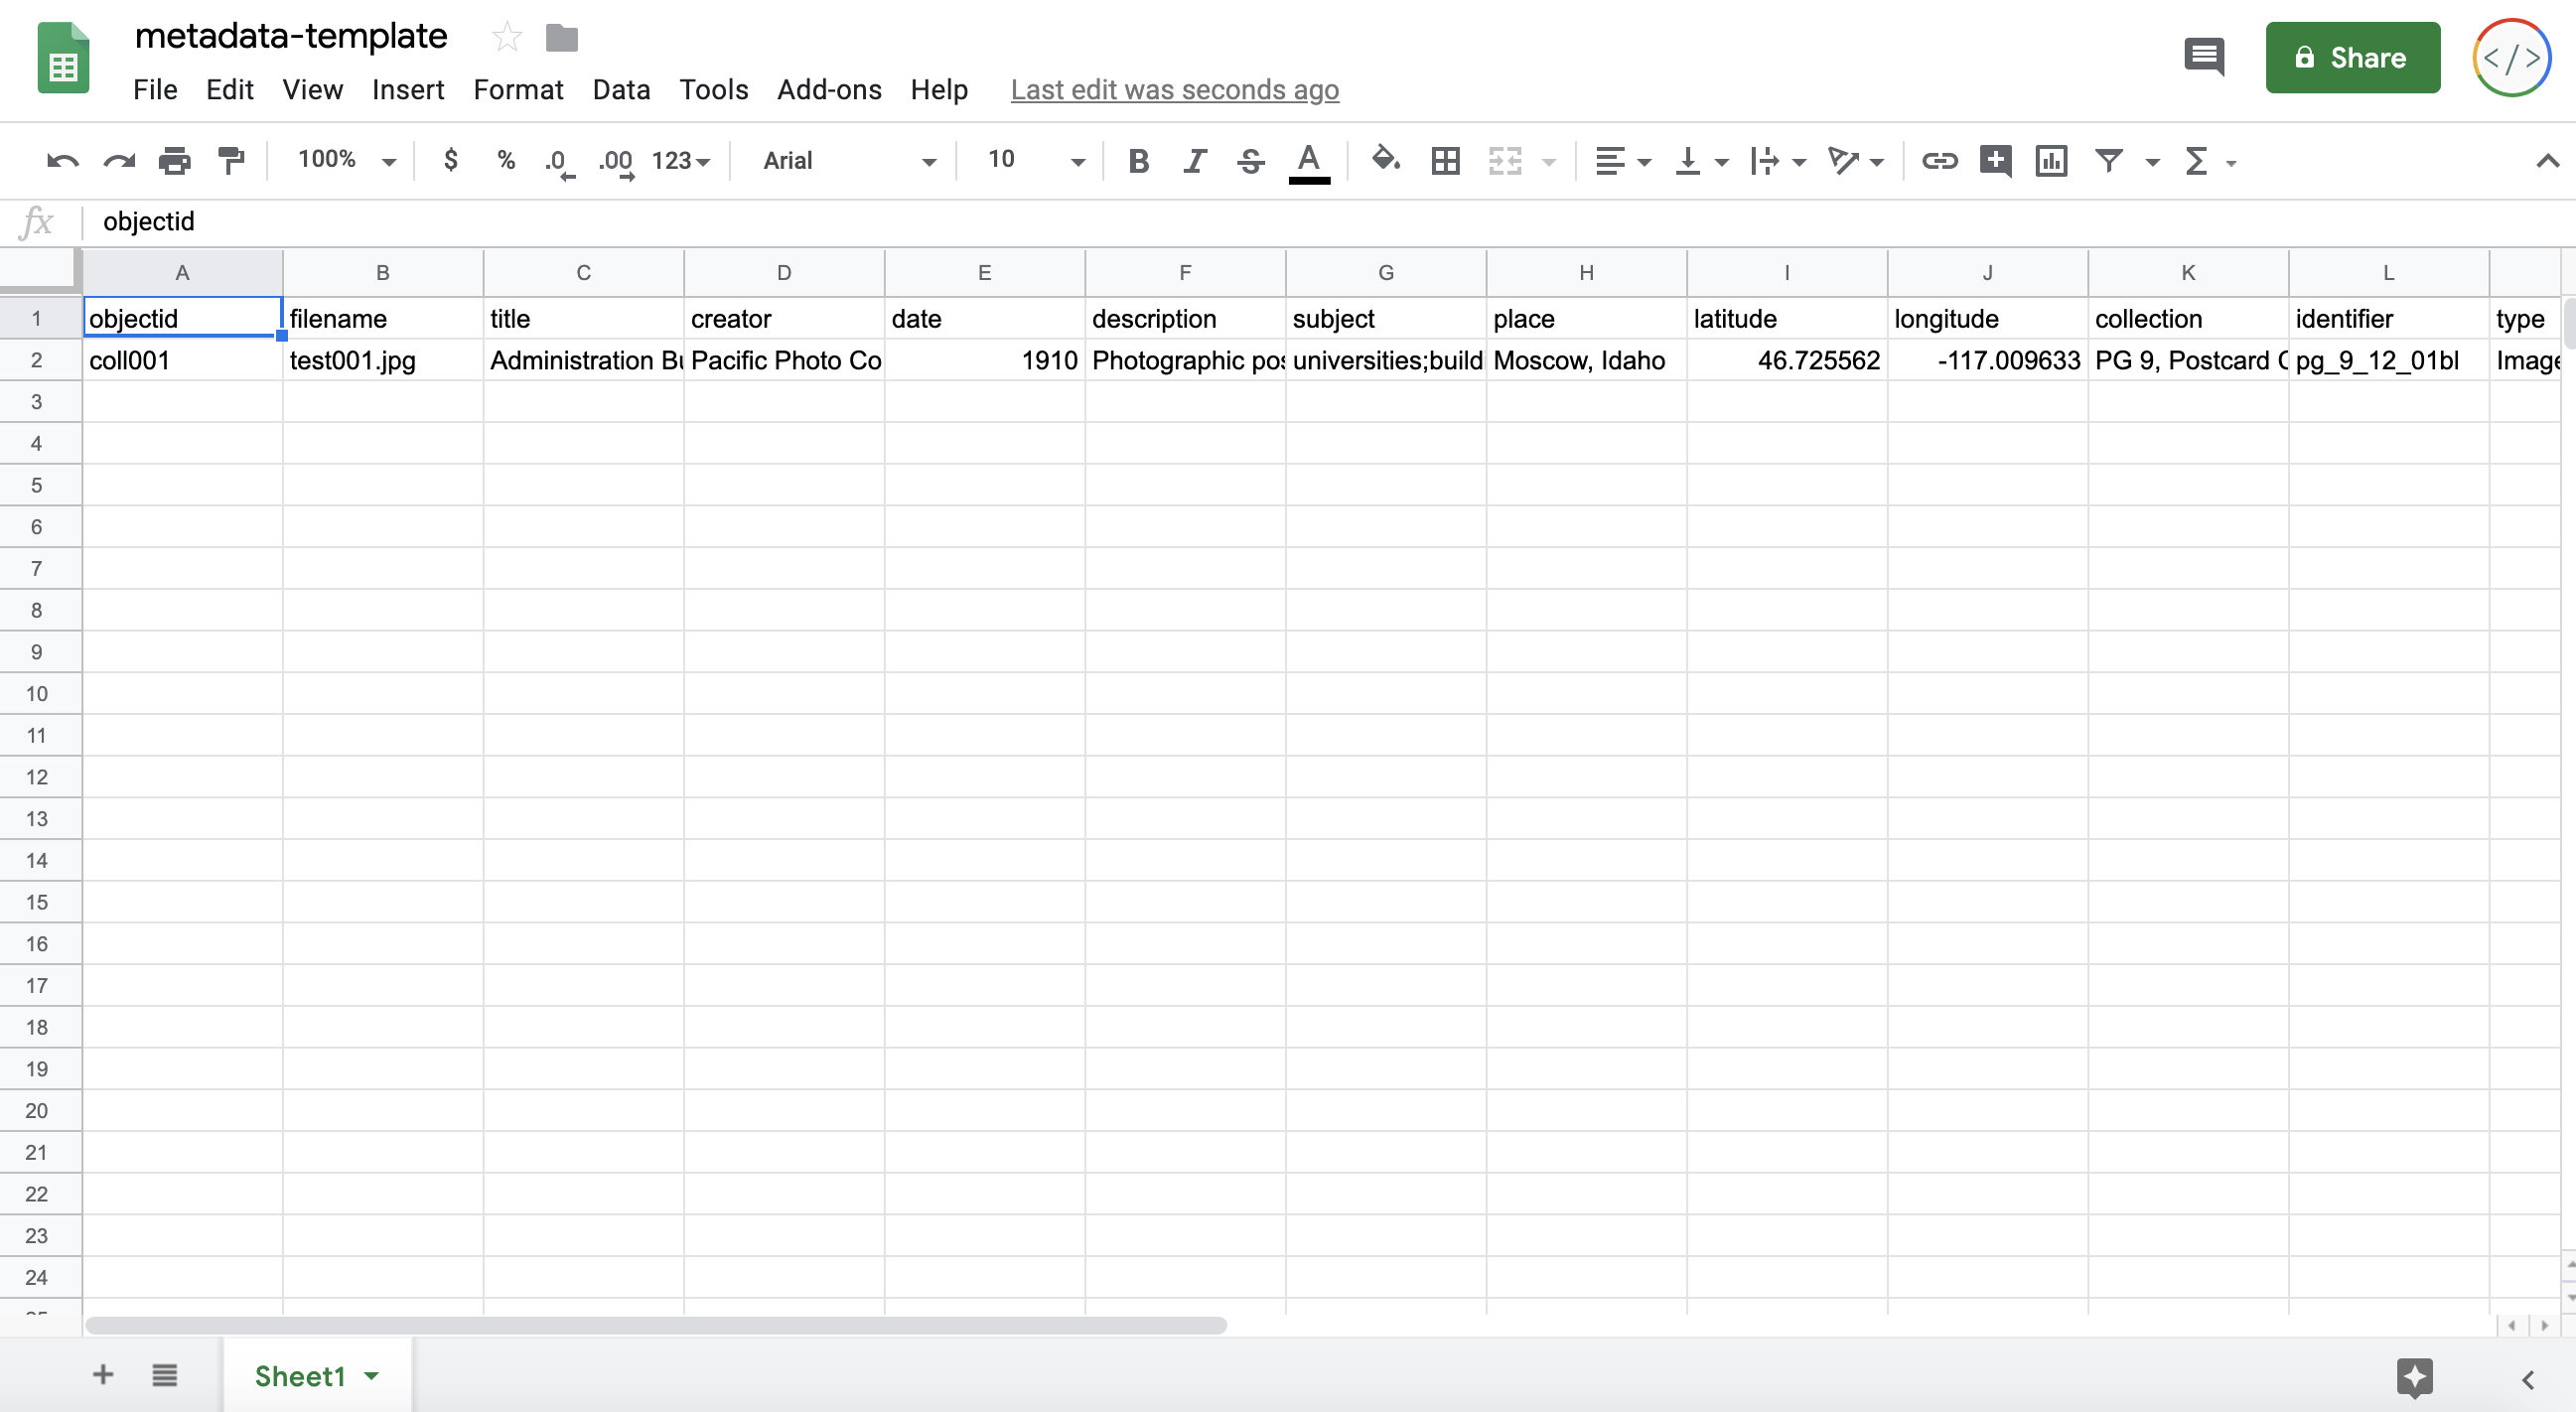 metadata-template
File Edit View Insert Format Data Tools Add-ons Help Last edit was seconds ago
Share
100% $ % .0 .00 123 Arial 10 B I S A
fx objectid
A B C D E F G H I J K L
1 objectid filename title creator date description subject place latitude longitude collection identifier type
2 coll001 test001.jpg Administration Pacific Photo Co 1910 Photographic universities;build Moscow, Idaho 46.725562 -117.009633 PG 9, Postcard pg_9_12_01bl Image
3
4
5
6
7
8
9
10
11
12
13
14
15
16
17
18
19
20
21
22
23
24
Sheet1